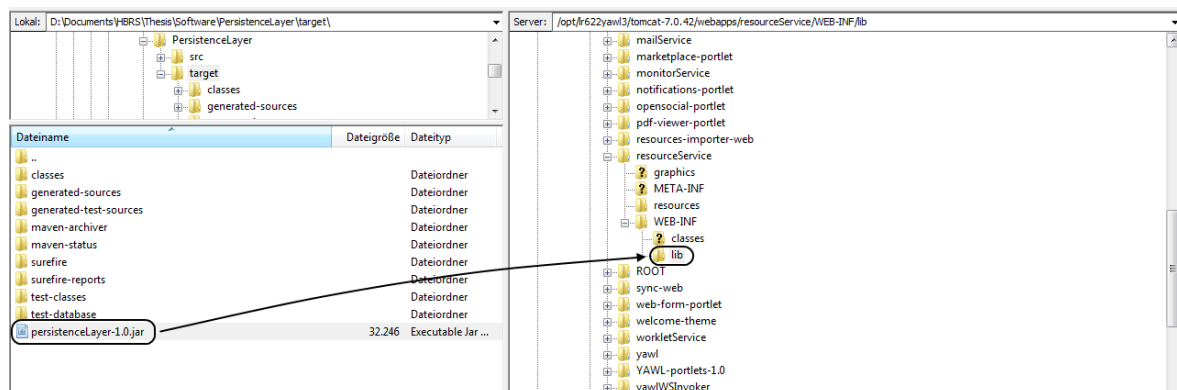 Lokal: D:\Documents\HBRS\Thesis\Software\PersistenceLayer\target\
PersistenceLayer
src
target
classes
generated-sources
Dateiname Dateigröße Dateityp
..
classes Dateiordner
generated-sources Dateiordner
generated-test-sources Dateiordner
maven-archiver Dateiordner
maven-status Dateiordner
surefire Dateiordner
surefire-reports Dateiordner
test-classes Dateiordner
test-database Dateiordner
persistenceLayer-1.0.jar 32.246 Executable Jar ...
Server: /opt/lr622yawl3/tomcat-7.0.42/webapps/resourceService/WEB-INF/lib
mailService
marketplace-portlet
monitorService
notifications-portlet
opensocial-portlet
pdf-viewer-portlet
resources-importer-web
resourceService
graphics
META-INF
resources
WEB-INF
classes
lib
ROOT
sync-web
web-form-portlet
welcome-theme
workletService
yawl
YAWL-portlets-1.0
yawlWSInvoker